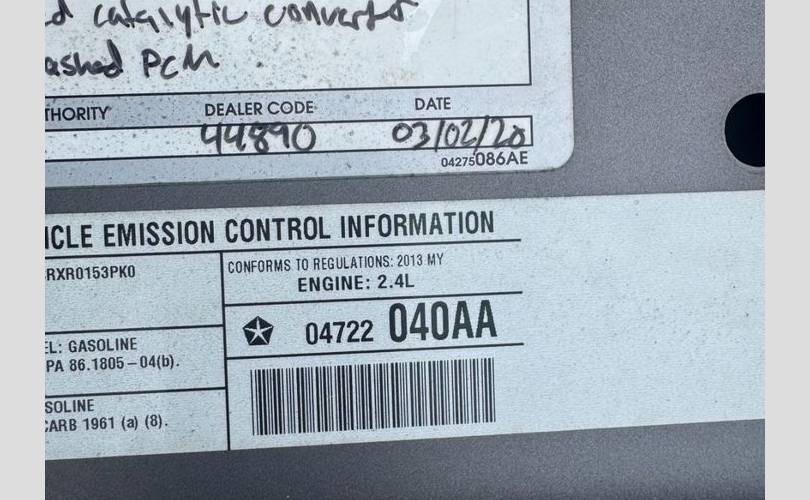 d catalytic converter
ashed PCM
THORITY DEALER CODE DATE
44890 03/02/20
04275086AE
ICLE EMISSION CONTROL INFORMATION
RXR0153PK0
CONFORMS TO REGULATIONS: 2013 MY
ENGINE: 2.4L
04722 040AA
EL: GASOLINE
PA 86.1805-04(b).
SOLINE
CARB 1961 (a) (8).